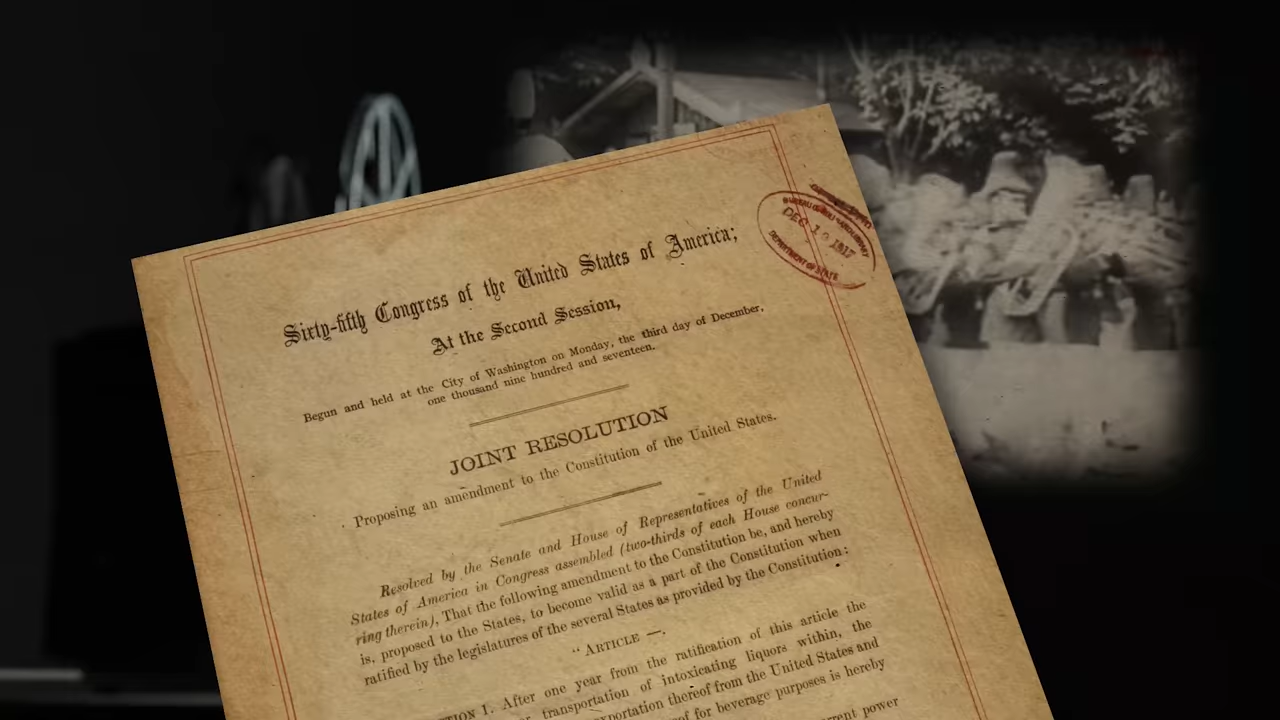 Sixty-fifth Congress of the United States of America;
At the Second Session,
Begun and held at the City of Washington on Monday, the third day of December,
one thousand nine hundred and seventeen.
JOINT RESOLUTION
Proposing an amendment to the Constitution of the United States.
Resolved by the Senate and House of Representatives of the United
States of America in Congress assembled (two-thirds of each House concur-
ring therein), That the following amendment to the Constitution be, and hereby
is, proposed to the States, to become valid as a part of the Constitution when
ratified by the legislatures of the several States as provided by the Constitution:
"ARTICLE —.
1. After one year from the ratification of this article the
transportation of intoxicating liquors within, the
thereof from the United States and
for beverage purposes is hereby
power
DEC 19 1917
DEPARTMENT OF STATE